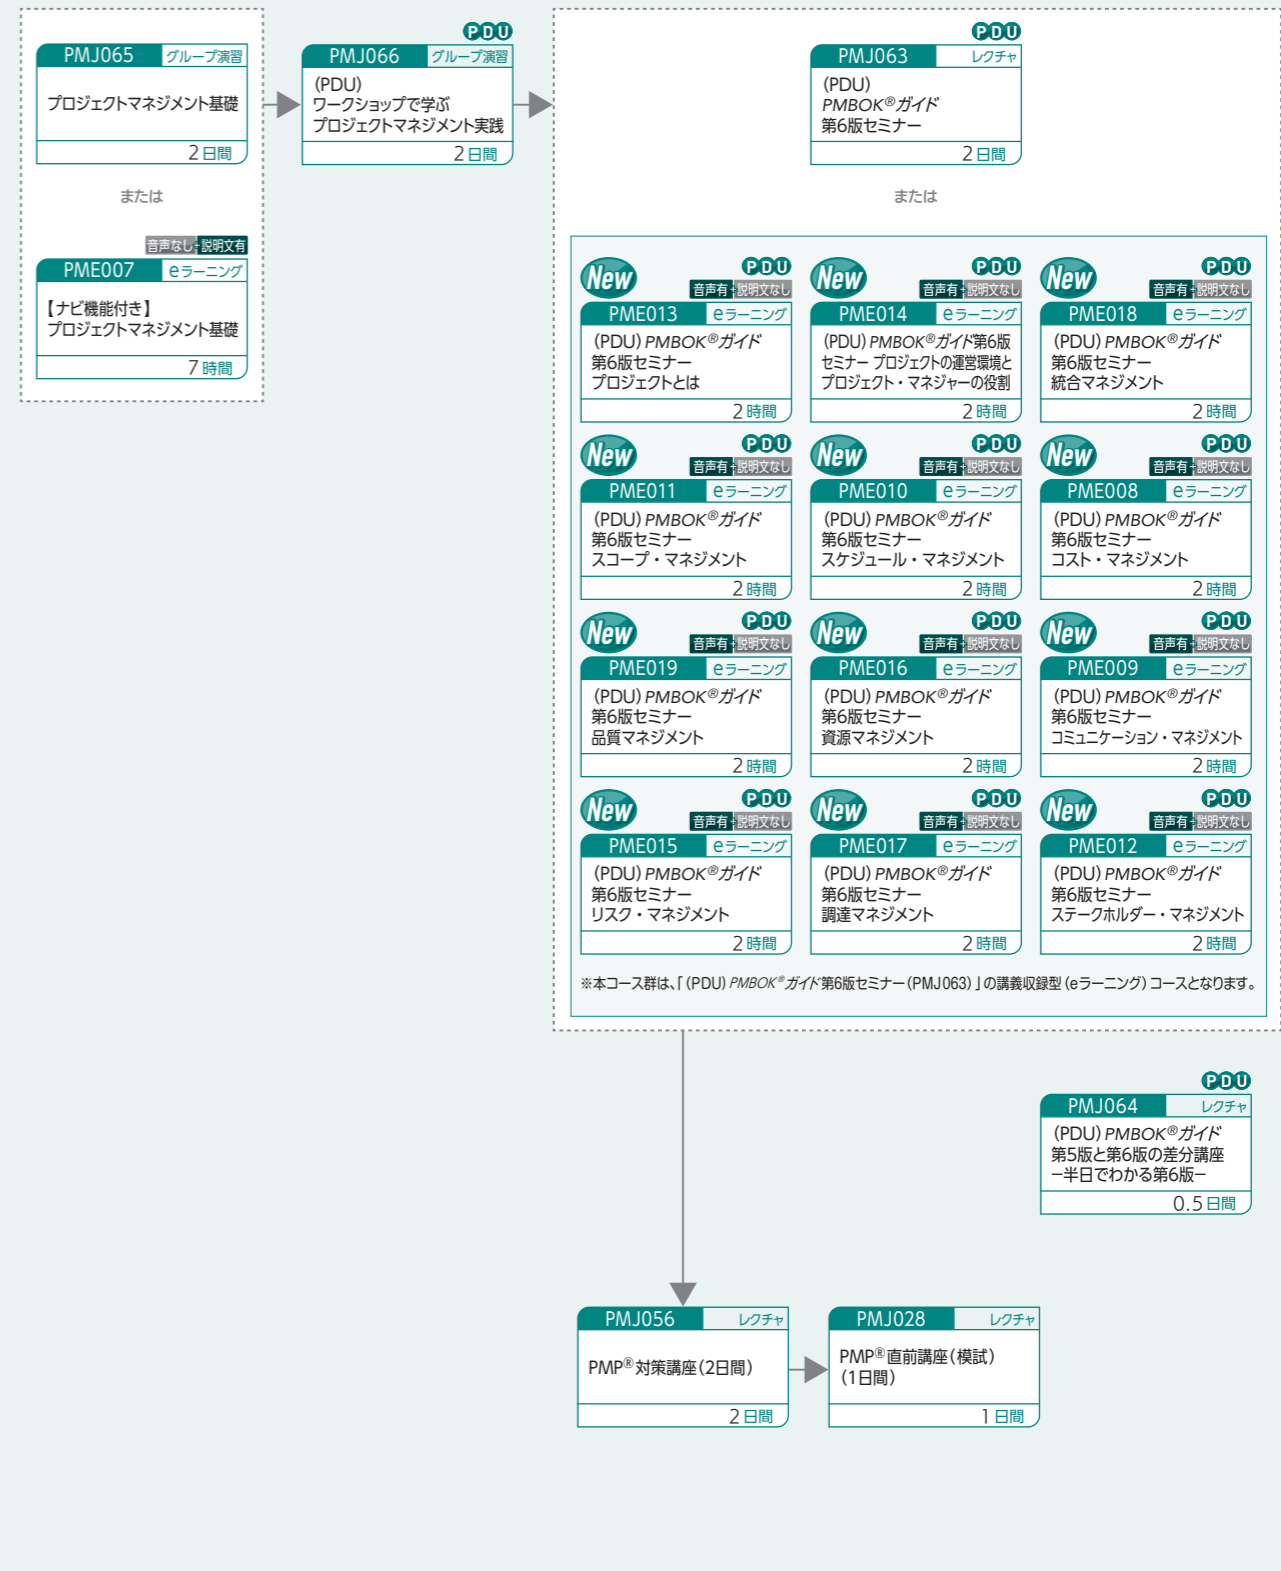 PMJ065 グループ演習
プロジェクトマネジメント基礎
2日間
または
音声なし+説明文有
PME007 eラーニング
【ナビ機能付き】
プロジェクトマネジメント基礎
7時間
PDU
PMJ066 グループ演習
(PDU)
ワークショップで学ぶ
プロジェクトマネジメント実践
2日間
PDU
PMJ063 レクチャ
(PDU)
PMBOK®ガイド
第6版セミナー
2日間
または
New PDU
音声有+説明文なし
PME013 eラーニング
(PDU) PMBOK®ガイド
第6版セミナー
プロジェクトとは
2時間
New PDU
音声有+説明文なし
PME014 eラーニング
(PDU) PMBOK®ガイド第6版
セミナー プロジェクトの運営環境と
プロジェクト・マネジャーの役割
2時間
New PDU
音声有+説明文なし
PME018 eラーニング
(PDU) PMBOK®ガイド
第6版セミナー
統合マネジメント
2時間
New PDU
音声有+説明文なし
PME011 eラーニング
(PDU) PMBOK®ガイド
第6版セミナー
スコープ・マネジメント
2時間
New PDU
音声有+説明文なし
PME010 eラーニング
(PDU) PMBOK®ガイド
第6版セミナー
スケジュール・マネジメント
2時間
New PDU
音声有+説明文なし
PME008 eラーニング
(PDU) PMBOK®ガイド
第6版セミナー
コスト・マネジメント
2時間
New PDU
音声有+説明文なし
PME019 eラーニング
(PDU) PMBOK®ガイド
第6版セミナー
品質マネジメント
2時間
New PDU
音声有+説明文なし
PME016 eラーニング
(PDU) PMBOK®ガイド
第6版セミナー
資源マネジメント
2時間
New PDU
音声有+説明文なし
PME009 eラーニング
(PDU) PMBOK®ガイド
第6版セミナー
コミュニケーション・マネジメント
2時間
New PDU
音声有+説明文なし
PME015 eラーニング
(PDU) PMBOK®ガイド
第6版セミナー
リスク・マネジメント
2時間
New PDU
音声有+説明文なし
PME017 eラーニング
(PDU) PMBOK®ガイド
第6版セミナー
調達マネジメント
2時間
New PDU
音声有+説明文なし
PME012 eラーニング
(PDU) PMBOK®ガイド
第6版セミナー
ステークホルダー・マネジメント
2時間
※本コース群は、「(PDU) PMBOK®ガイド第6版セミナー(PMJ063)」の講義収録型(eラーニング)コースとなります。
PDU
PMJ064 レクチャ
(PDU) PMBOK®ガイド
第5版と第6版の差分講座
−半日でわかる第6版−
0.5日間
PMJ056 レクチャ
PMP®対策講座(2日間)
2日間
PMJ028 レクチャ
PMP®直前講座(模試)
(1日間)
1日間